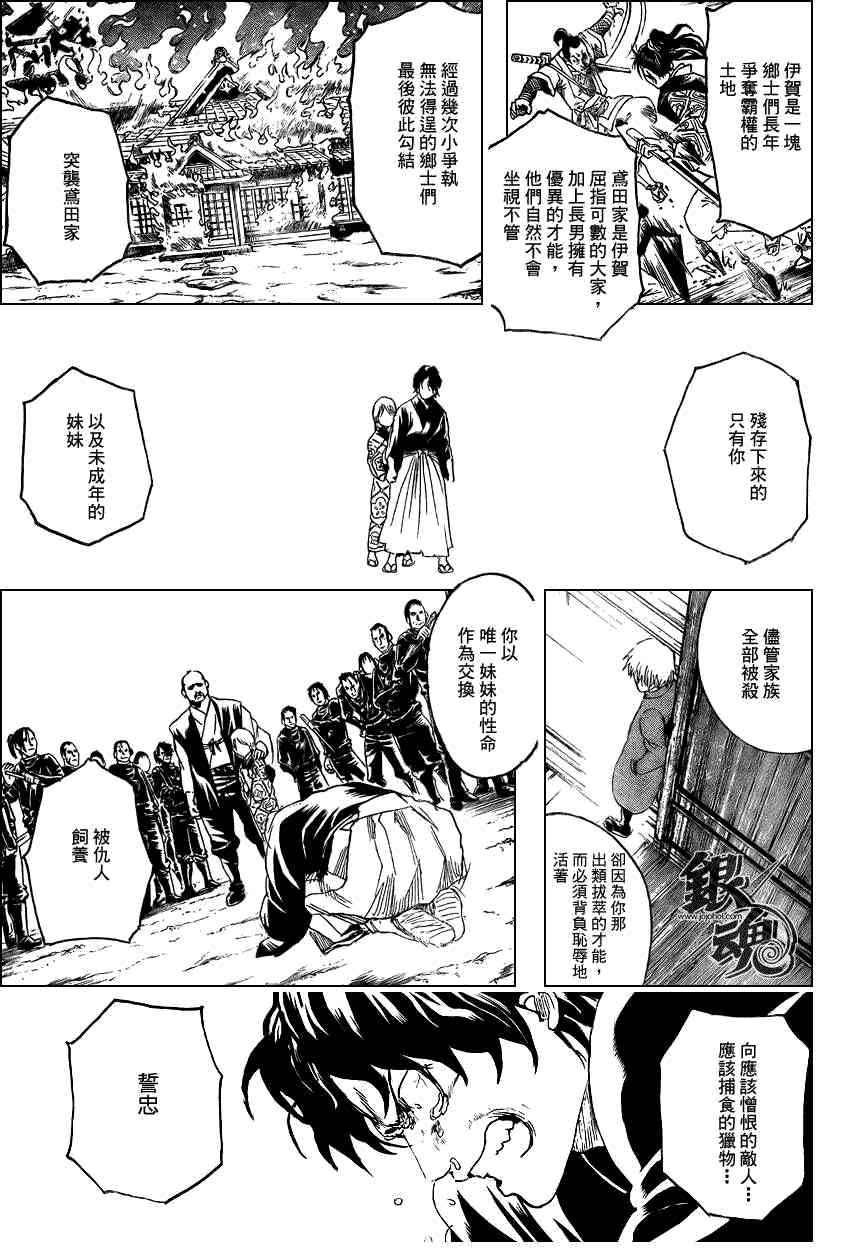 伊賀是一塊
鄉士們長年
爭奪霸權的
土地
鳶田家是伊賀
屈指可數的大家，
加上長男擁有
優異的才能，
他們自然不會
坐視不管
經過幾次小爭執
無法得逞的鄉士們
最後彼此勾結
突襲鳶田家
殘存下來的
只有你
以及未成年的
妹妹
儘管家族
全部被殺
卻因為你那
出類拔萃的才能，
而必須背負恥辱地
活著
銀魂
www.jojohot.com
你以
唯一妹妹的性命
作為交換
被仇人
飼養
向應該憎恨的敵人…
應該捕食的獵物…
誓忠